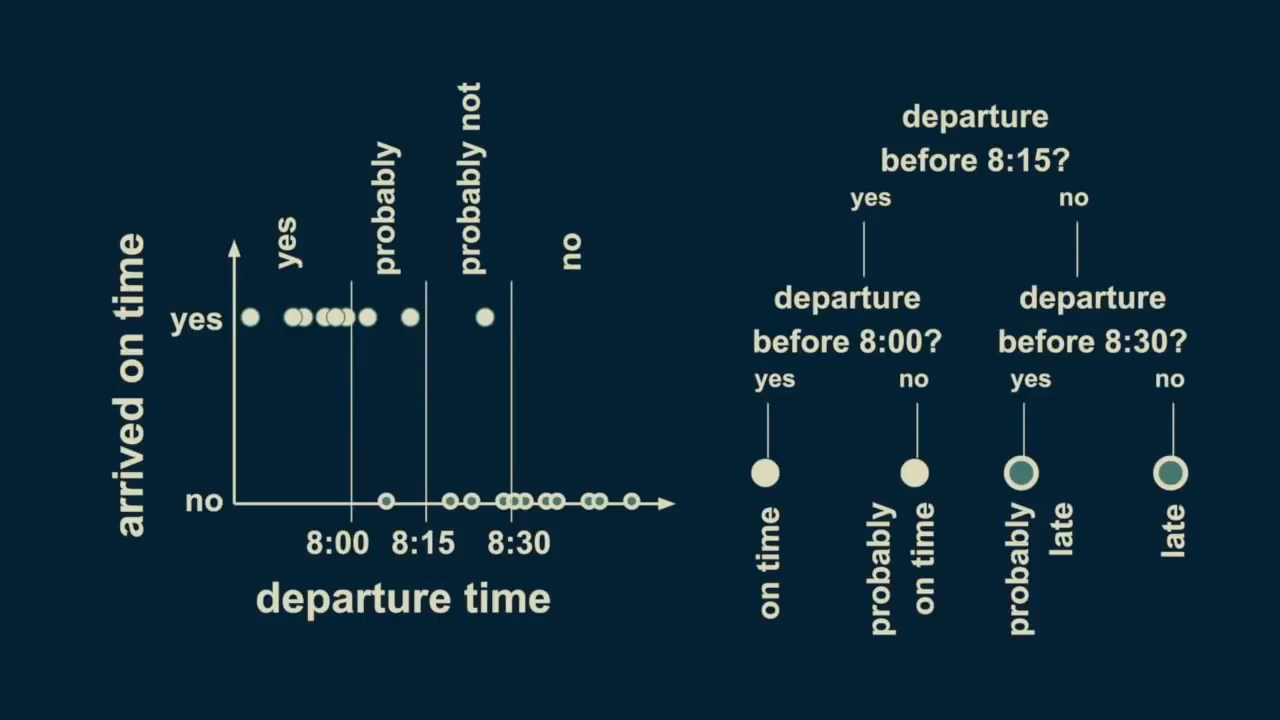 arrived on time
yes
no
yes
probably
probably not
no
8:00 8:15 8:30
departure time
departure
before 8:15?
yes no
departure
before 8:00?
yes no
departure
before 8:30?
yes no
on time
probably
on time
probably
late
late